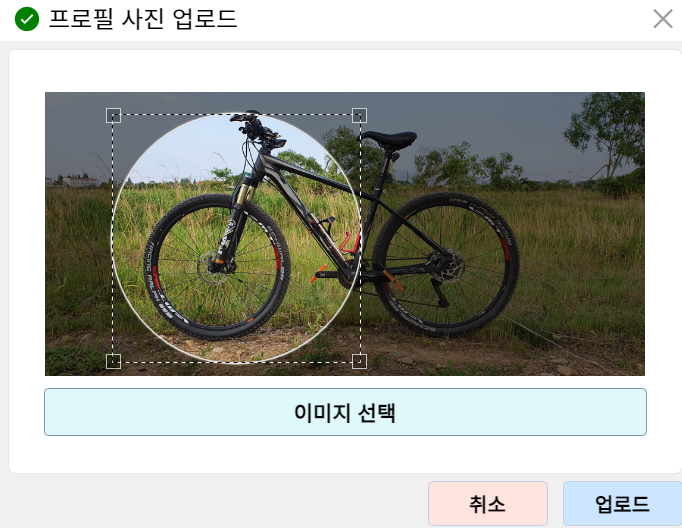 프로필 사진 업로드
이미지 선택
취소
업로드